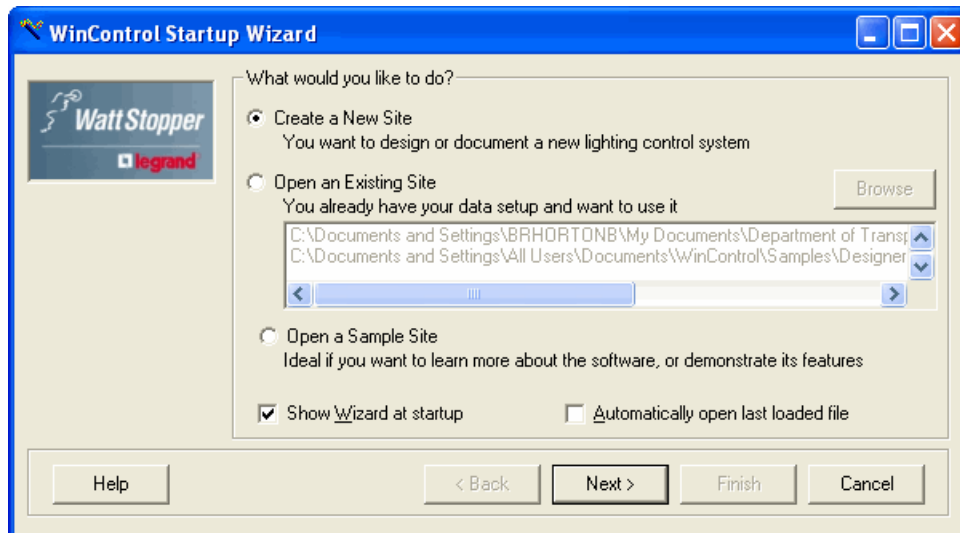 WinControl Startup Wizard
WattStopper
legrand
What would you like to do?
Create a New Site
You want to design or document a new lighting control system
Open an Existing Site
Browse
You already have your data setup and want to use it
C:\Documents and Settings\BRHORTONB\My Documents\Department of Transp
C:\Documents and Settings\All Users\Documents\WinControl\Samples\Designer
Open a Sample Site
Ideal if you want to learn more about the software, or demonstrate its features
Show Wizard at startup
Automatically open last loaded file
Help
< Back
Next >
Finish
Cancel